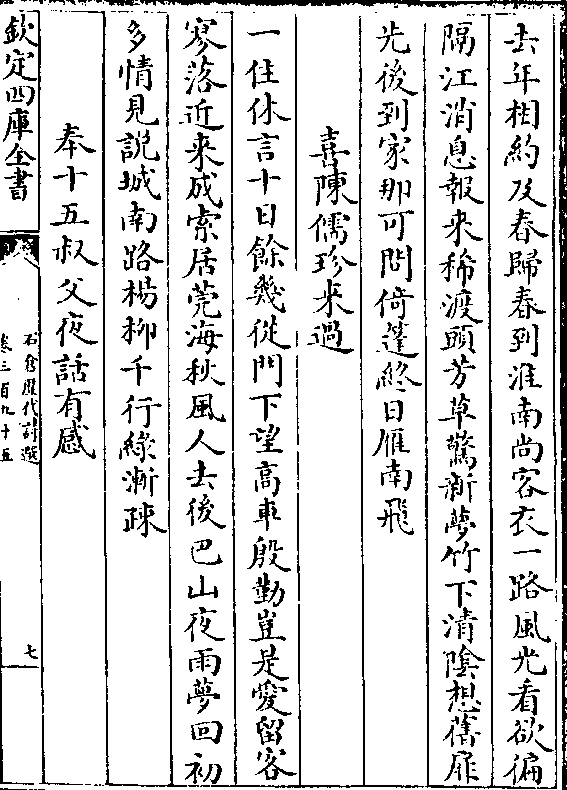 去年相約及春歸春到淮南尚客衣一路風光看欲徧
隔江消息報來稀渡頭芳草驚新夢竹下清隂想舊扉
先後到家那可問倚篷終日雁南飛
喜陳儒珍來過
一住休言十日餘幾從門下望高車殷勤豈是愛留客
寥落近來成索居莞海秋風人去後巴山夜雨夢回初
多情見說城南路楊柳千行緑漸疎
奉十五叔父夜話有感
欽定四庫全書
石倉歷代詩選
卷三百九十五
七